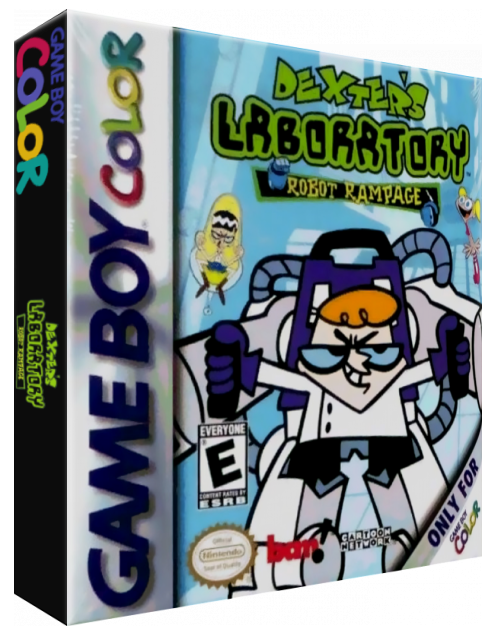 GAME BOY
COLOR
DEXTER'S
LABORATORY
ROBOT RAMPAGE
GAME BOY COLOR
DEXTER'S
LABORATORY
ROBOT RAMPAGE
EVERYONE
E
CONTENT RATED BY
ESRB
Official
Nintendo
Seal of Quality
bam!
CARTOON
NETWORK
ONLY FOR
GAME BOY
COLOR